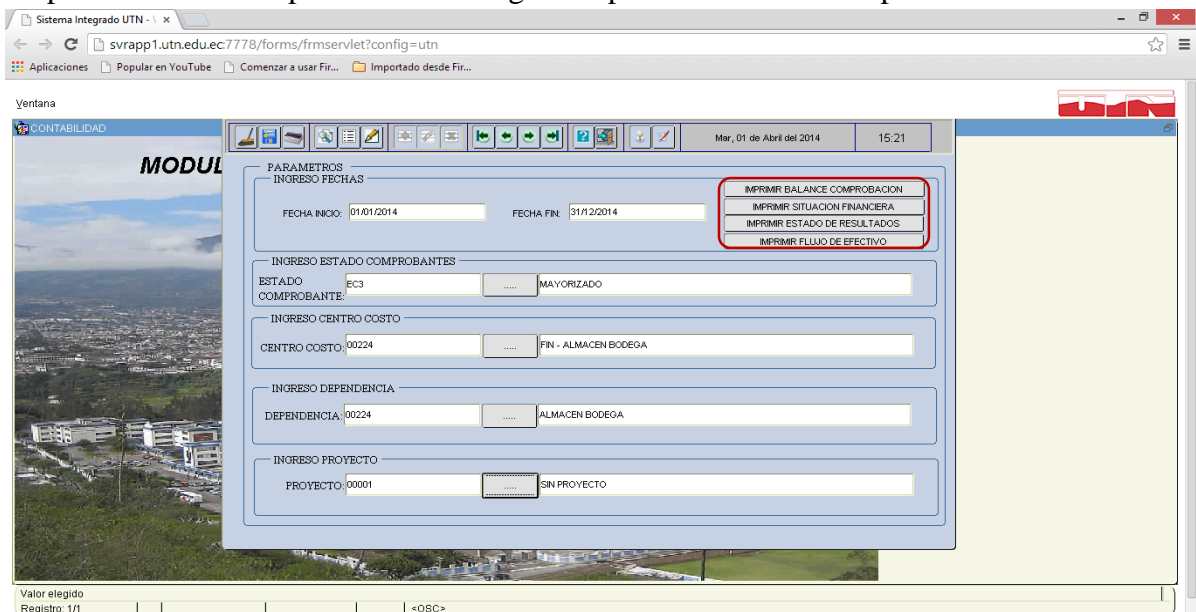 Sistema Integrado UTN - \
svrapp1.utn.edu.ec:7778/forms/frmservlet?config=utn
Aplicaciones Popular en YouTube Comenzar a usar Fir... Importado desde Fir...
Ventana
UTN
CONTABILIDAD
Mar, 01 de Abril del 2014 15:21
MODUL
PARAMETROS
INGRESO FECHAS
FECHA INICIO: 01/01/2014 FECHA FIN: 31/12/2014
IMPRIMIR BALANCE COMPROBACION
IMPRIMIR SITUACION FINANCIERA
IMPRIMIR ESTADO DE RESULTADOS
IMPRIMIR FLUJO DE EFECTIVO
INGRESO ESTADO COMPROBANTES
ESTADO
COMPROBANTE: EC3 ..... MAYORIZADO
INGRESO CENTRO COSTO
CENTRO COSTO: 00224 ..... FIN - ALMACEN BODEGA
INGRESO DEPENDENCIA
DEPENDENCIA: 00224 ..... ALMACEN BODEGA
INGRESO PROYECTO
PROYECTO: 00001 ..... SIN PROYECTO
Valor elegido
Registro: 1/1 <OSC>